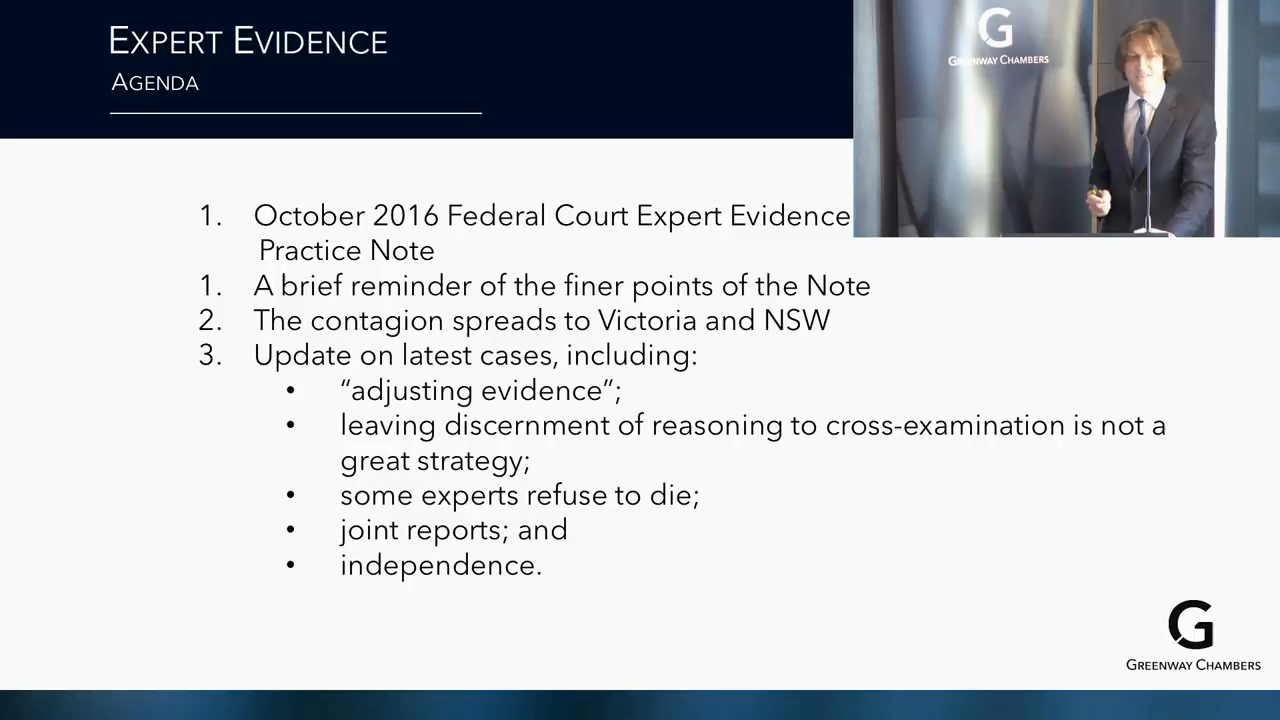 EXPERT EVIDENCE
AGENDA
G
GREENWAY CHAMBERS
1. October 2016 Federal Court Expert Evidence
Practice Note
1. A brief reminder of the finer points of the Note
2. The contagion spreads to Victoria and NSW
3. Update on latest cases, including:
• “adjusting evidence”;
• leaving discernment of reasoning to cross-examination is not a
great strategy;
• some experts refuse to die;
• joint reports; and
• independence.
G
GREENWAY CHAMBERS